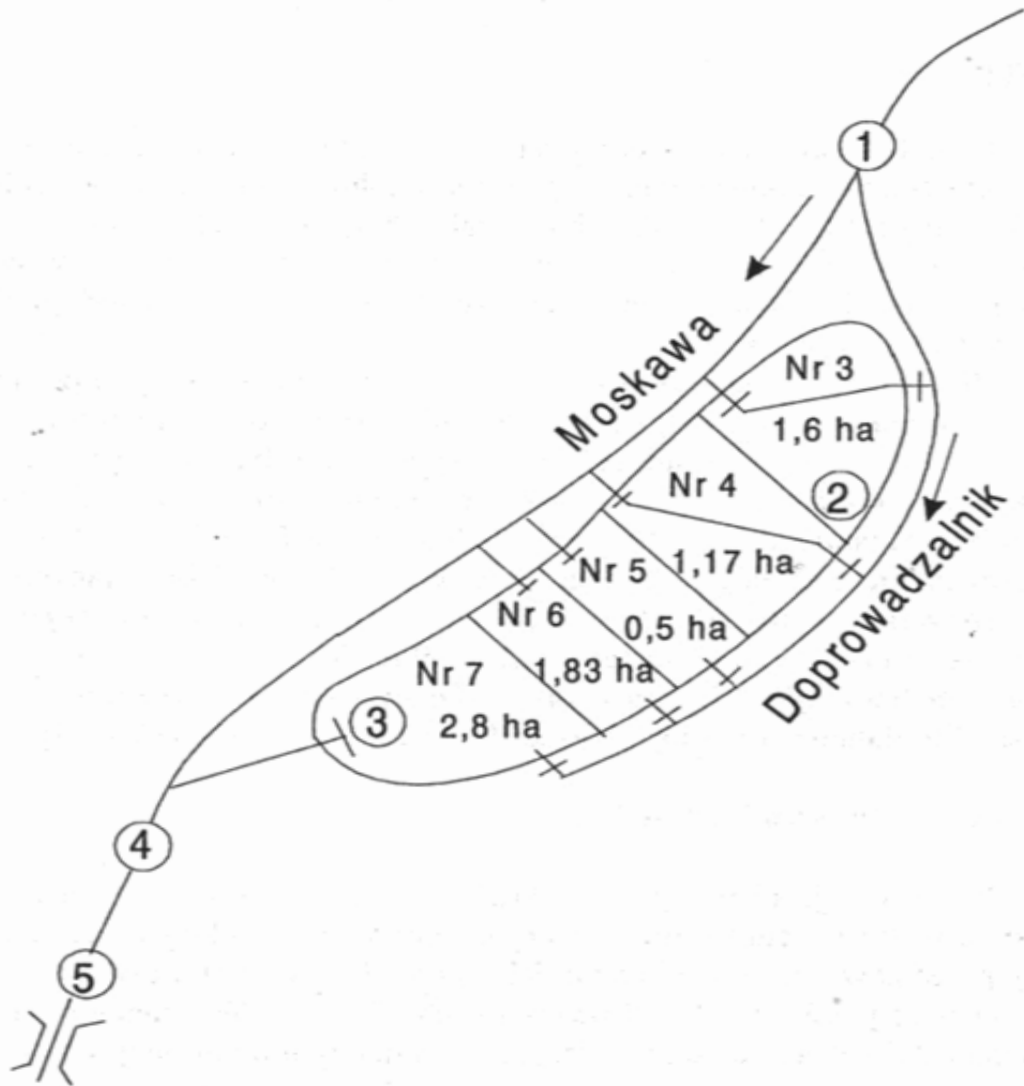 1
Moskawa
Nr 3
1,6 ha
2
Nr 4
1,17 ha
Nr 5
0,5 ha
Nr 6
1,83 ha
Nr 7
2,8 ha
3
Doprowadzalnik
4
5